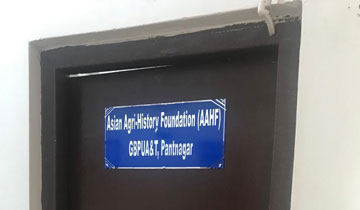 Asian Agri-History Foundation (AAHF)
GBPUA&T, Pantnagar